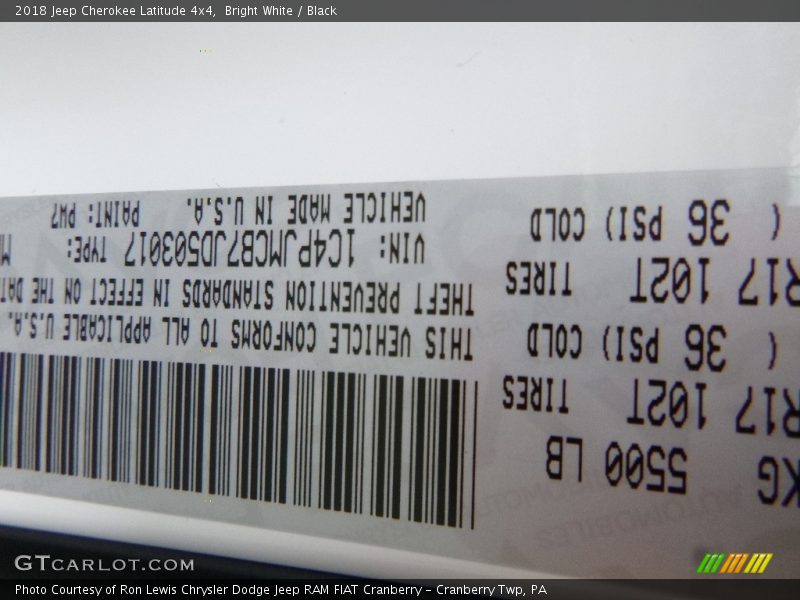 2018 Jeep Cherokee Latitude 4x4,  Bright White / Black
KG 5500 LB
R17 102T TIRES
( 36 PSI) COLD
R17 102T TIRES
( 36 PSI) COLD
THIS VEHICLE CONFORMS TO ALL APPLICABLE U.S.A.
THEFT PREVENTION STANDARDS IN EFFECT ON THE DAT
VIN: 1C4PJMCB7JD503017 TYPE:
VEHICLE MADE IN U.S.A. PAINT: PW7
GTCARLOT.COM
Photo Courtesy of Ron Lewis Chrysler Dodge Jeep RAM FIAT Cranberry – Cranberry Twp, PA